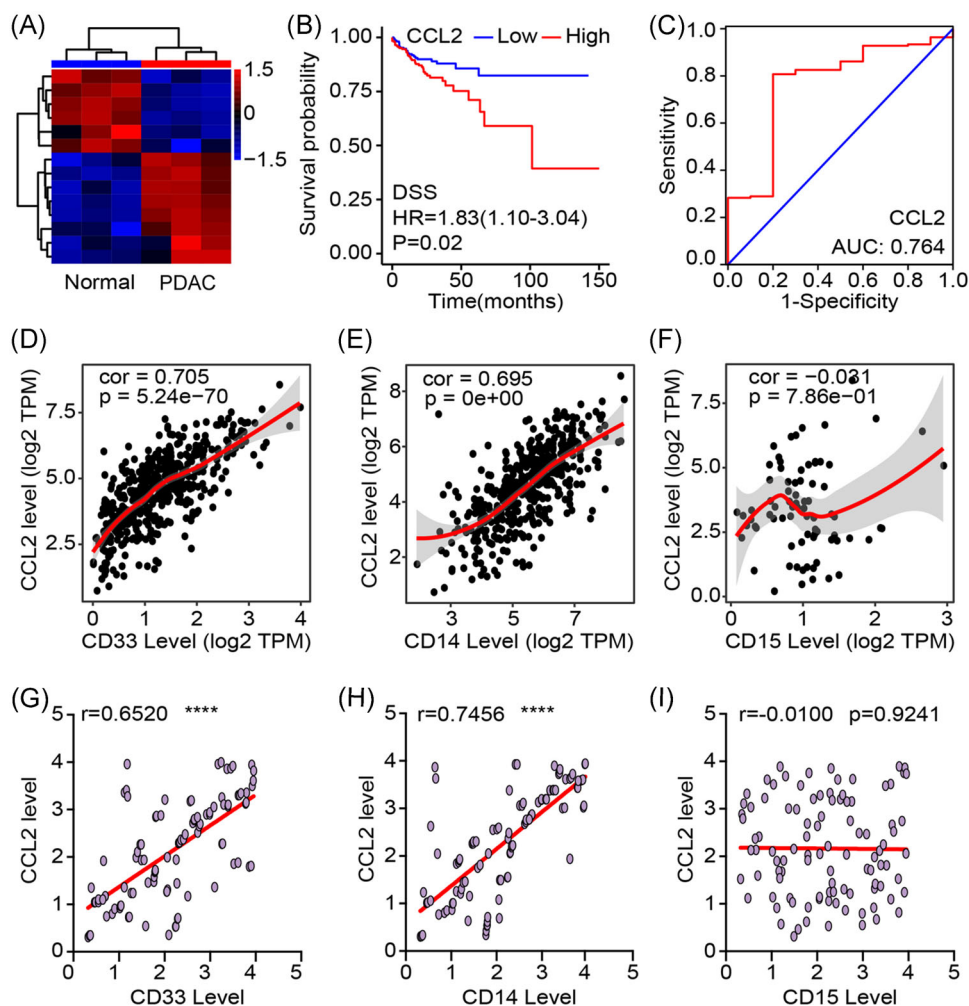 (A)
1.5
0
−1.5
Normal PDAC
(B)
CCL2 Low High
Survival probability
1.00
0.75
0.50
0.25
0.00
DSS
HR=1.83(1.10-3.04)
P=0.02
0 50 100 150
Time(months)
(C)
Sensitivity
1.0
0.8
0.6
0.4
0.2
0
CCL2
AUC: 0.764
0.0 0.2 0.4 0.6 0.8 1.0
1-Specificity
(D)
cor = 0.705
p = 5.24e−70
CCL2 level (log2 TPM)
7.5
5.0
2.5
0 1 2 3 4
CD33 Level (log2 TPM)
(E)
cor = 0.695
p = 0e+00
CCL2 level (log2 TPM)
8
6
4
2
3 5 7
CD14 Level (log2 TPM)
(F)
cor = −0.031
p = 7.86e−01
CCL2 level (log2 TPM)
7.5
5.0
2.5
0.0
0 1 2 3
CD15 Level (log2 TPM)
(G)
r=0.6520 ****
CCL2 level
5
4
3
2
1
0
0 1 2 3 4 5
CD33 Level
(H)
r=0.7456 ****
CCL2 level
5
4
3
2
1
0
0 1 2 3 4 5
CD14 Level
(I)
r=-0.0100 p=0.9241
CCL2 level
5
4
3
2
1
0
0 1 2 3 4 5
CD15 Level